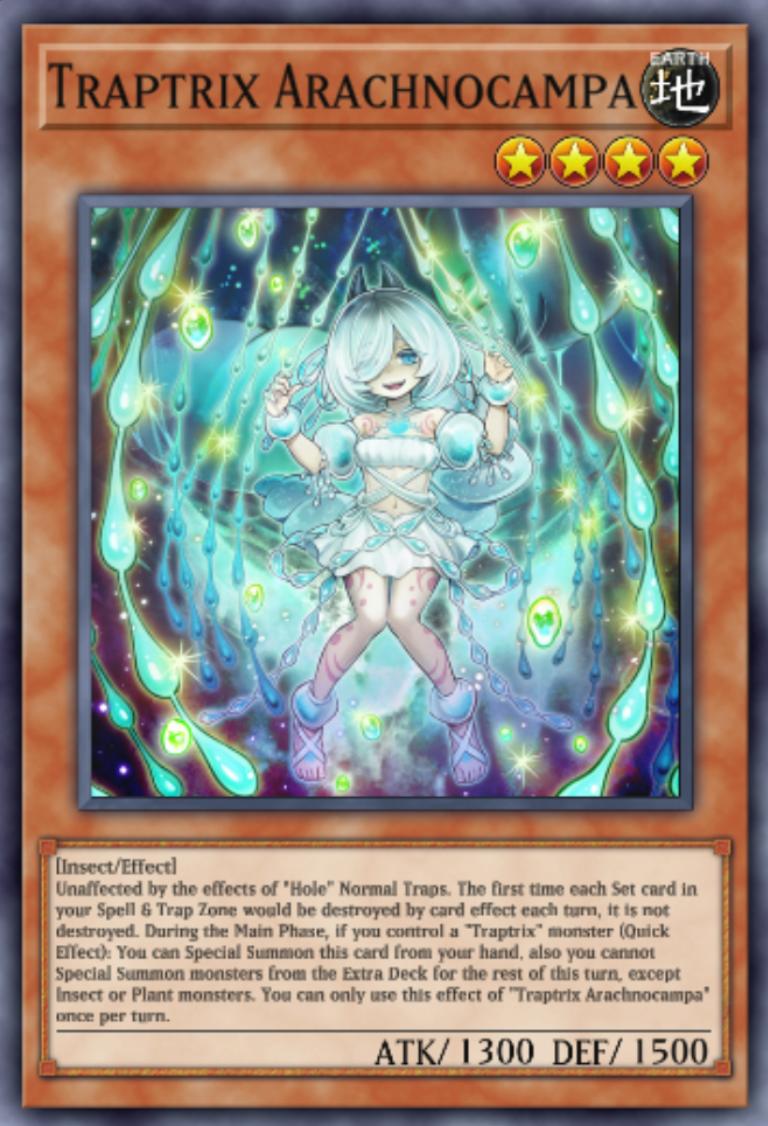 TRAPTRIX ARACHNOCAMPA
EARTH
地
[Insect/Effect]
Unaffected by the effects of "Hole" Normal Traps. The first time each Set card in
your Spell & Trap Zone would be destroyed by card effect each turn, it is not
destroyed. During the Main Phase, if you control a "Traptrix" monster (Quick
Effect): You can Special Summon this card from your hand, also you cannot
Special Summon monsters from the Extra Deck for the rest of this turn, except
Insect or Plant monsters. You can only use this effect of "Traptrix Arachnocampa"
once per turn.
ATK/ 1300 DEF/ 1500